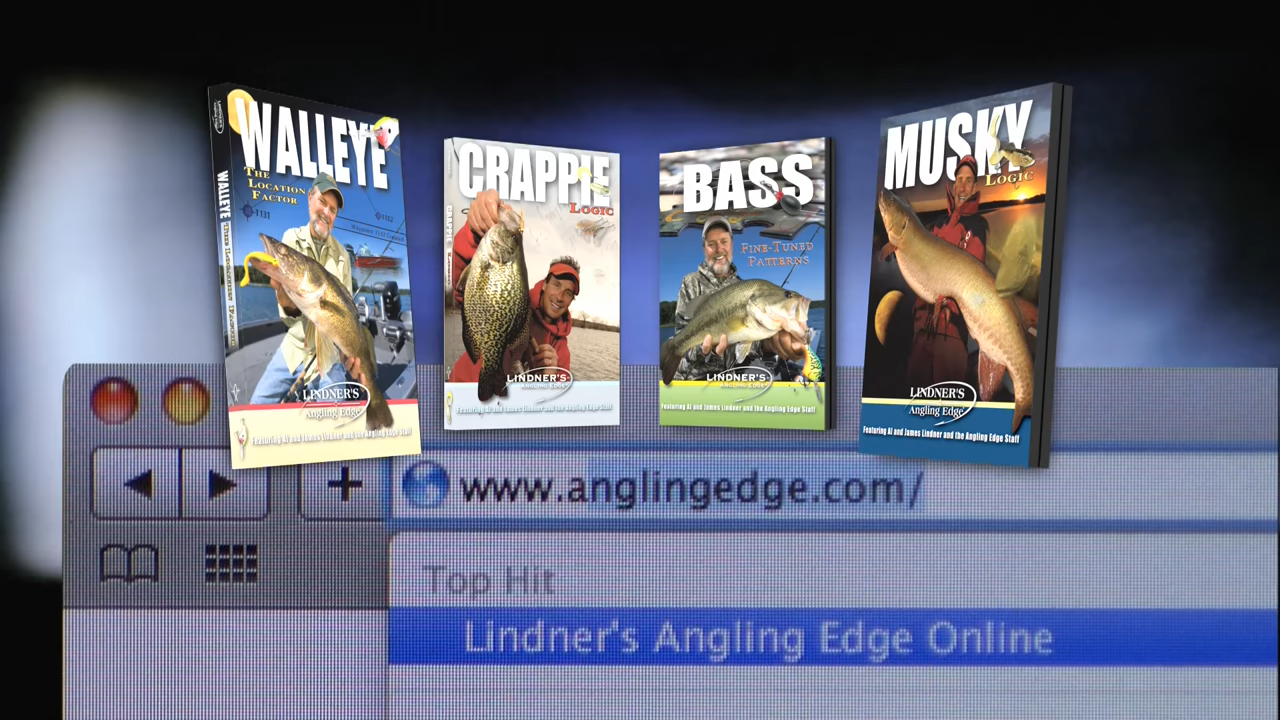 WALLEYE
THE
LOCATION
FACTOR
LINDNER'S
Angling Edge
Featuring Al and James Lindner and the Angling Edge Staff
CRAPPIE
LOGIC
LINDNER'S
ANGLING EDGE
Featuring Al and James Lindner and the Angling Edge Staff
BASS
FINE-TUNED
PATTERNS
LINDNER'S
ANGLING EDGE
Featuring Al and James Lindner and the Angling Edge Staff
MUSKY
LOGIC
LINDNER'S
Angling Edge
Featuring Al and James Lindner and the Angling Edge Staff
WALLEYE
www.anglingedge.com/
Top Hit
Lindner's Angling Edge Online